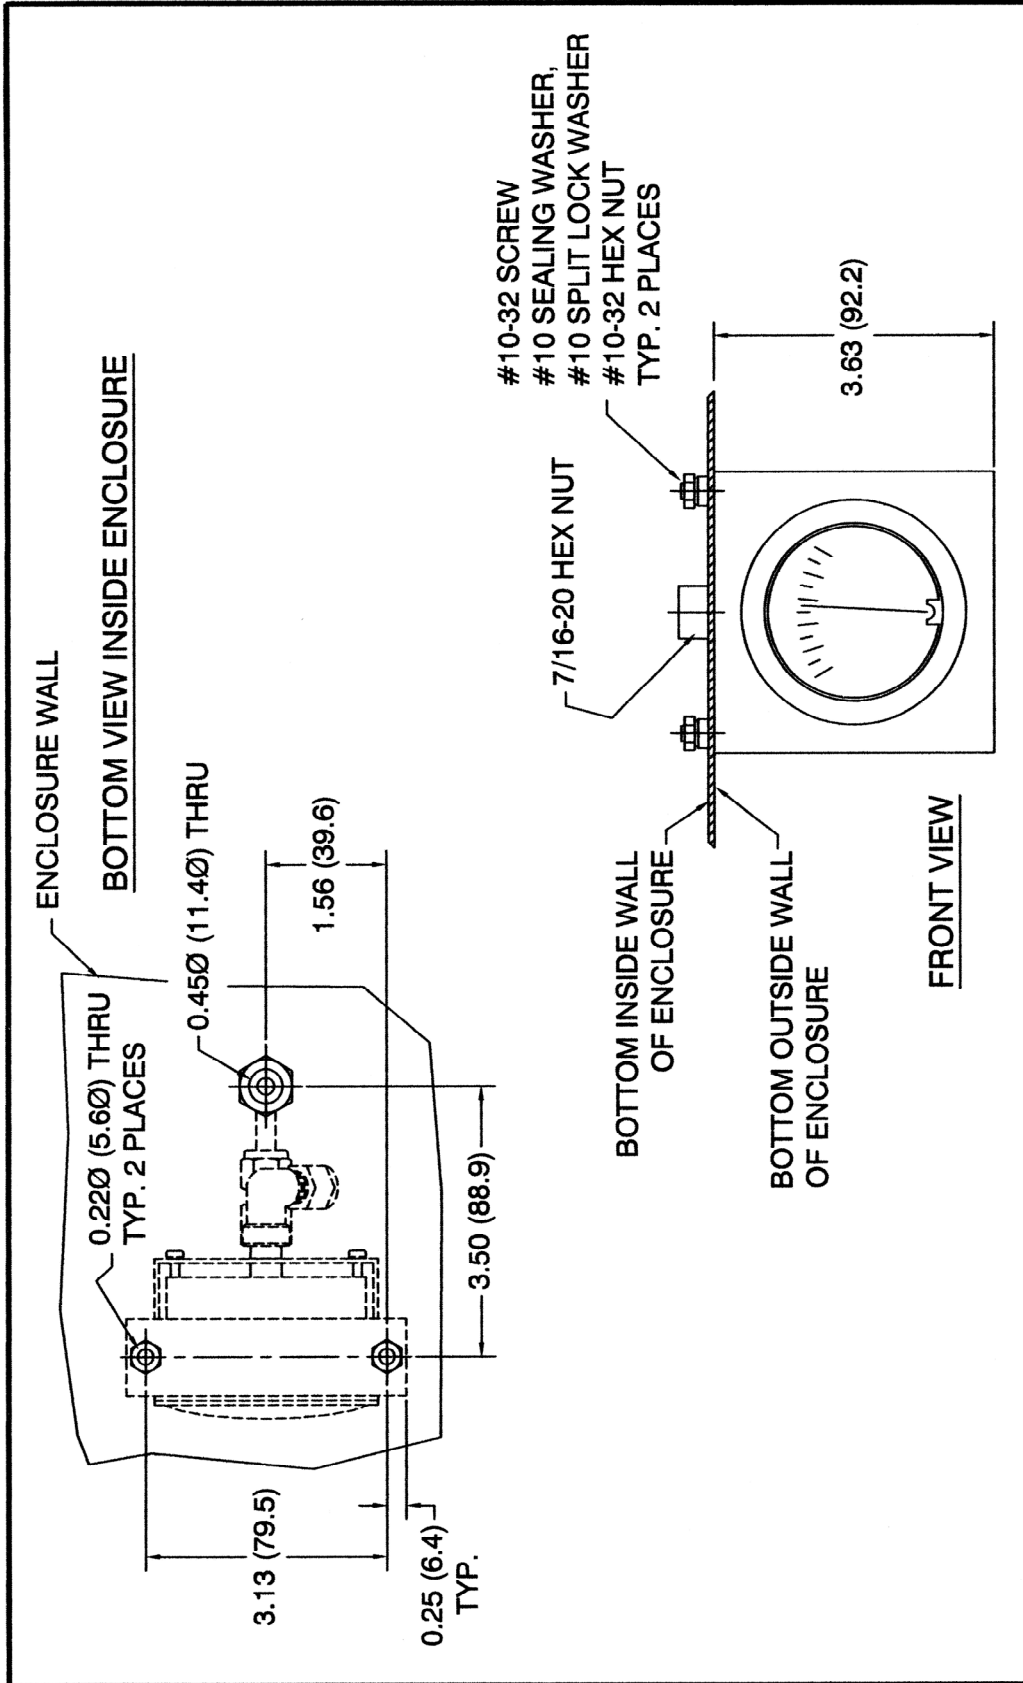 ENCLOSURE WALL
BOTTOM VIEW INSIDE ENCLOSURE
0.22Ø (5.6Ø) THRU
TYP. 2 PLACES
0.45Ø (11.4Ø) THRU
1.56 (39.6)
3.50 (88.9)
3.13 (79.5)
0.25 (6.4)
TYP.
#10-32 SCREW
#10 SEALING WASHER,
#10 SPLIT LOCK WASHER
#10-32 HEX NUT
TYP. 2 PLACES
7/16-20 HEX NUT
BOTTOM INSIDE WALL
OF ENCLOSURE
BOTTOM OUTSIDE WALL
OF ENCLOSURE
3.63 (92.2)
FRONT VIEW